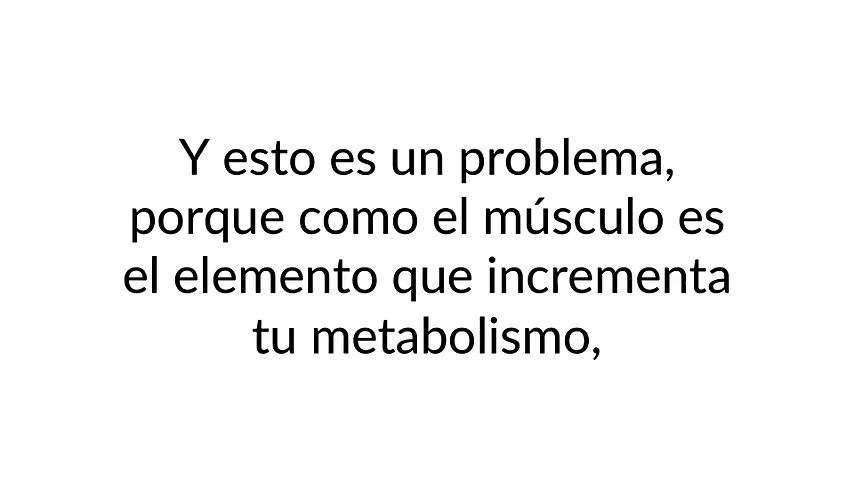 Y esto es un problema,
porque como el músculo es
el elemento que incrementa
tu metabolismo,